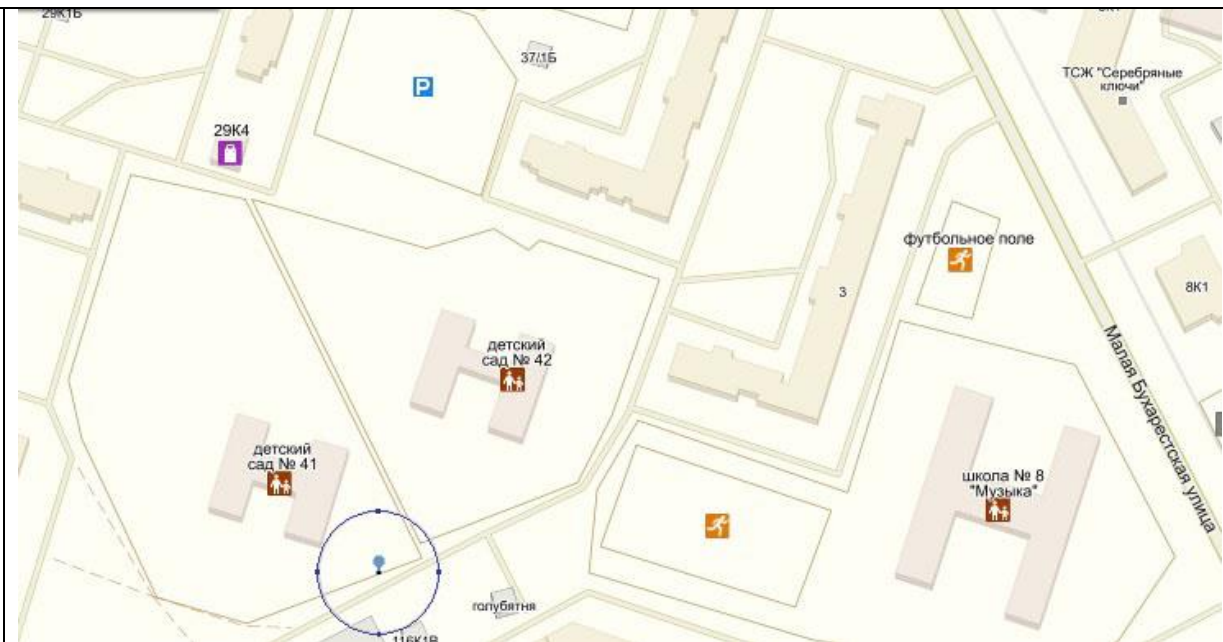 29К1Б
37/1Б
ТСЖ "Серебряные
ключи"
P
29К4
футбольное поле
8К1
3
детский
сад № 42
Малая Бухарестская улица
детский
сад № 41
школа № 8
"Музыка"
голубятня
116К1В